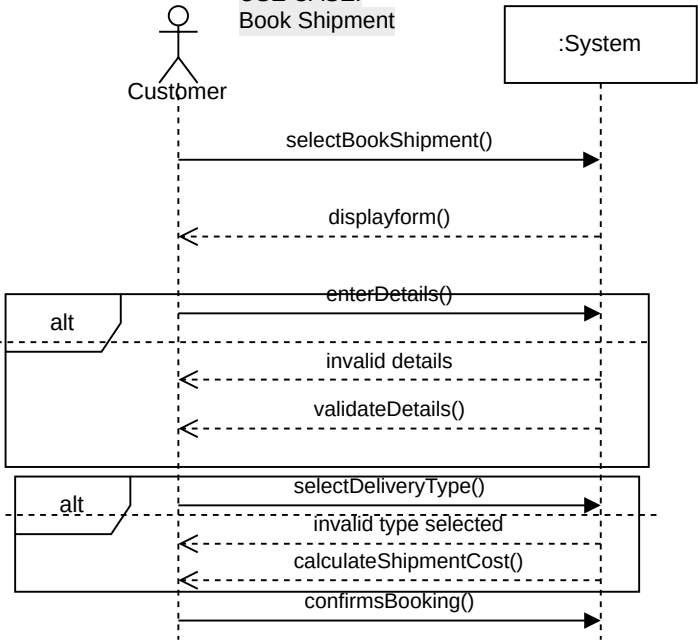 Book Shipment
:System
Customer
selectBookShipment()
displayform()
enterDetails()
alt
invalid details
validateDetails()
selectDeliveryType()
alt
invalid type selected
calculateShipmentCost()
confirmsBooking()